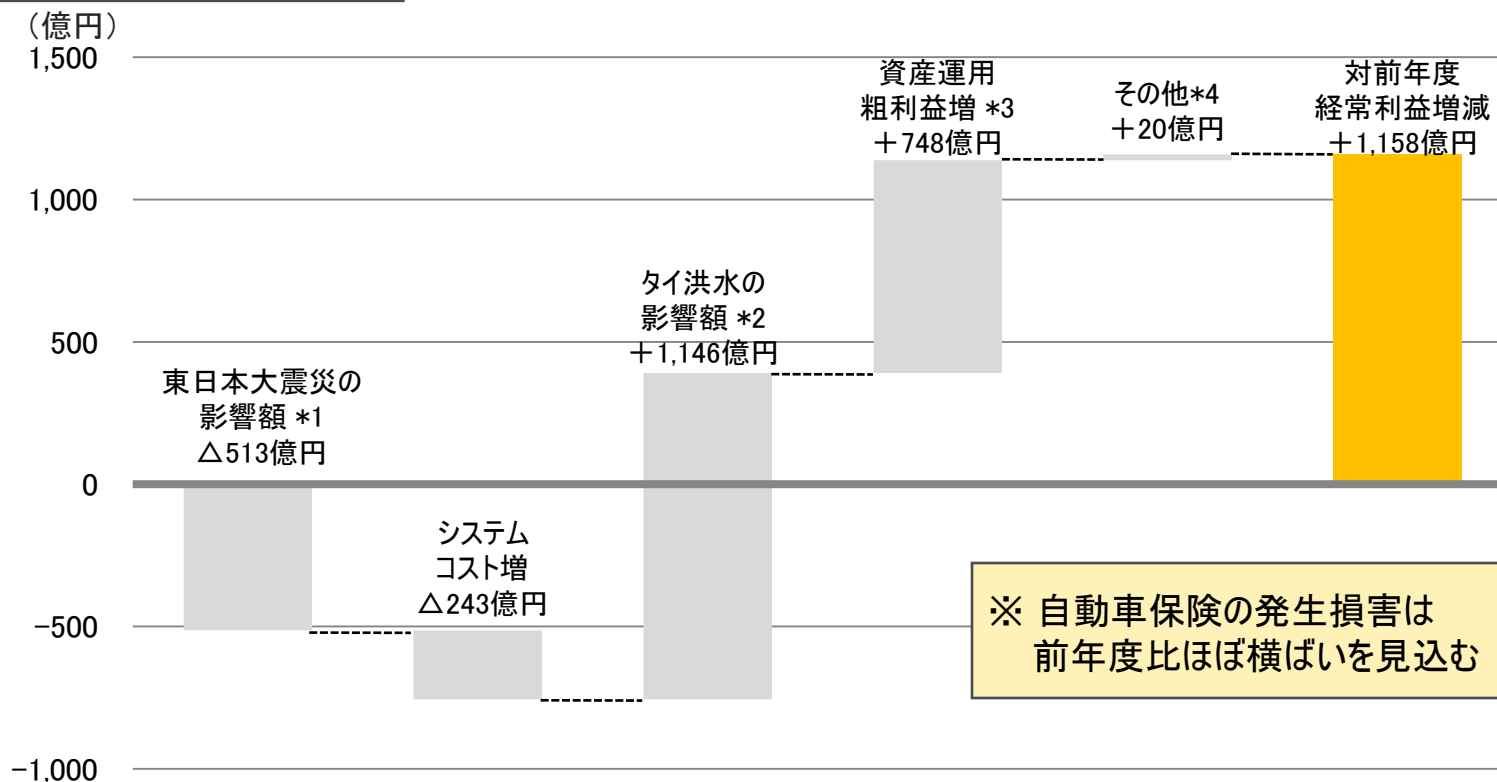 （億円）
1,500
1,000
500
0
−500
−1,000
東日本大震災の
影響額 *1
△513億円
システム
コスト増
△243億円
タイ洪水の
影響額 *2
＋1,146億円
資産運用
粗利益増 *3
＋748億円
その他*4
＋20億円
対前年度
経常利益増減
＋1,158億円
※ 自動車保険の発生損害は
前年度比ほぼ横ばいを見込む